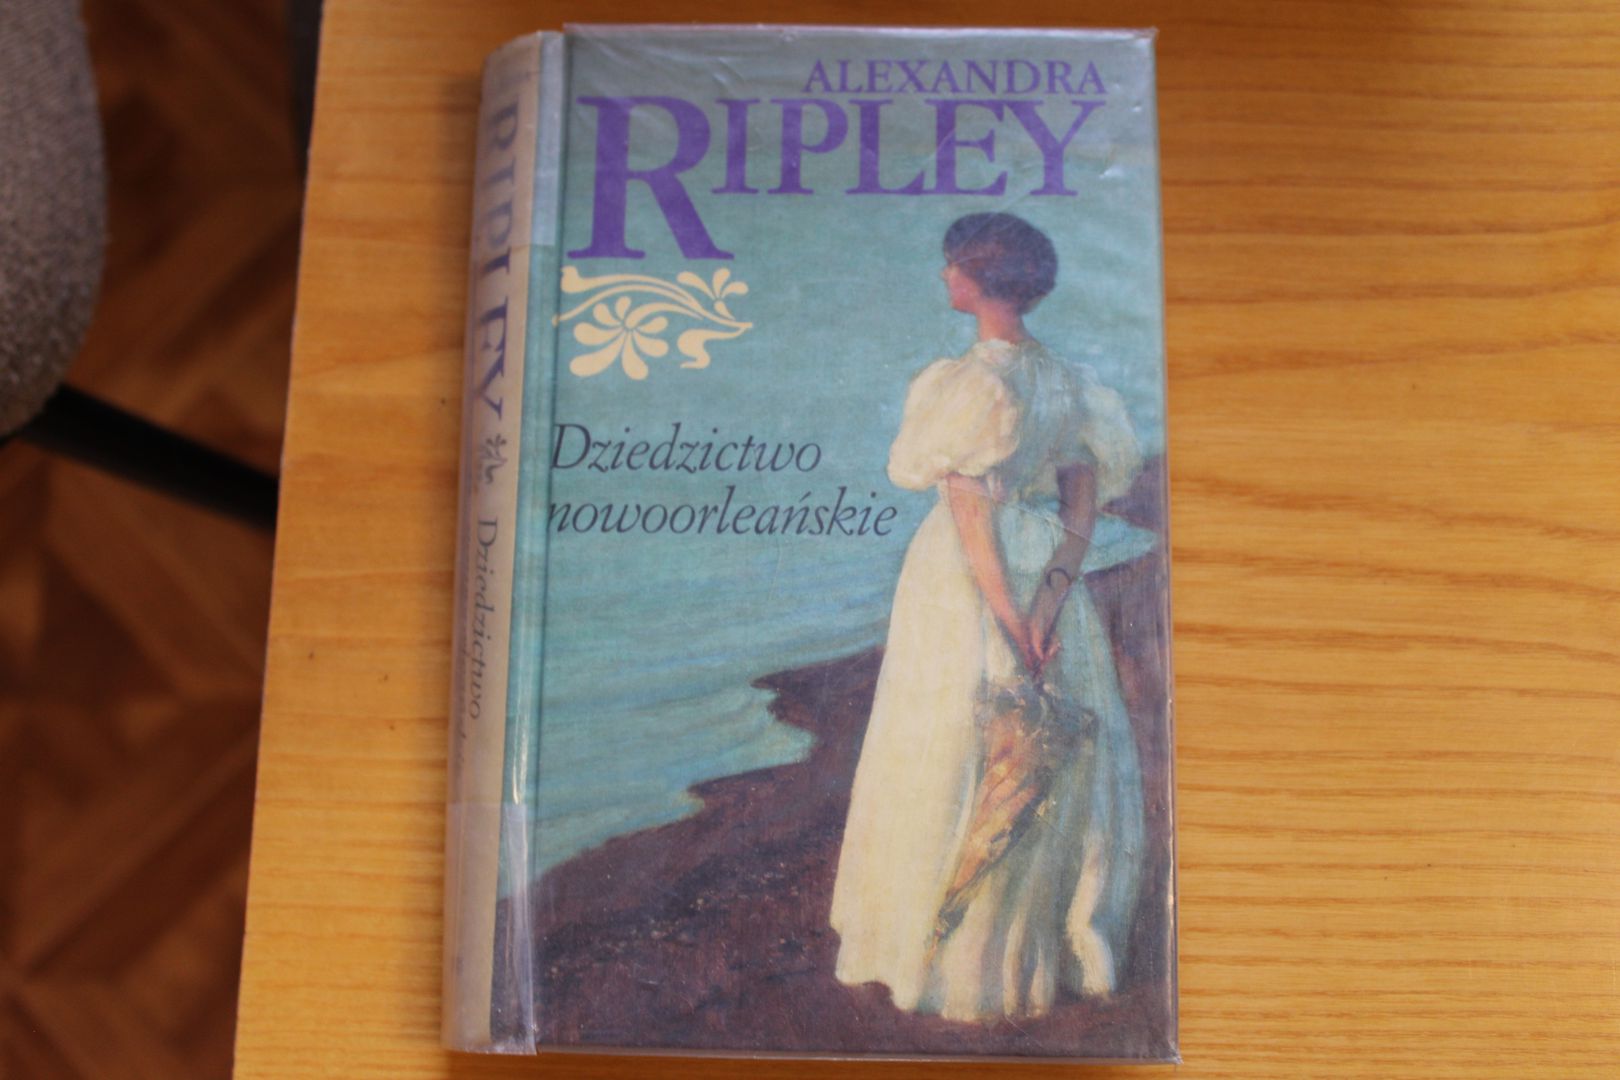 ALEXANDRA
RIPLEY
Dziedzictwo
nowoorleańskie
RIPLEY
Dziedzictwo